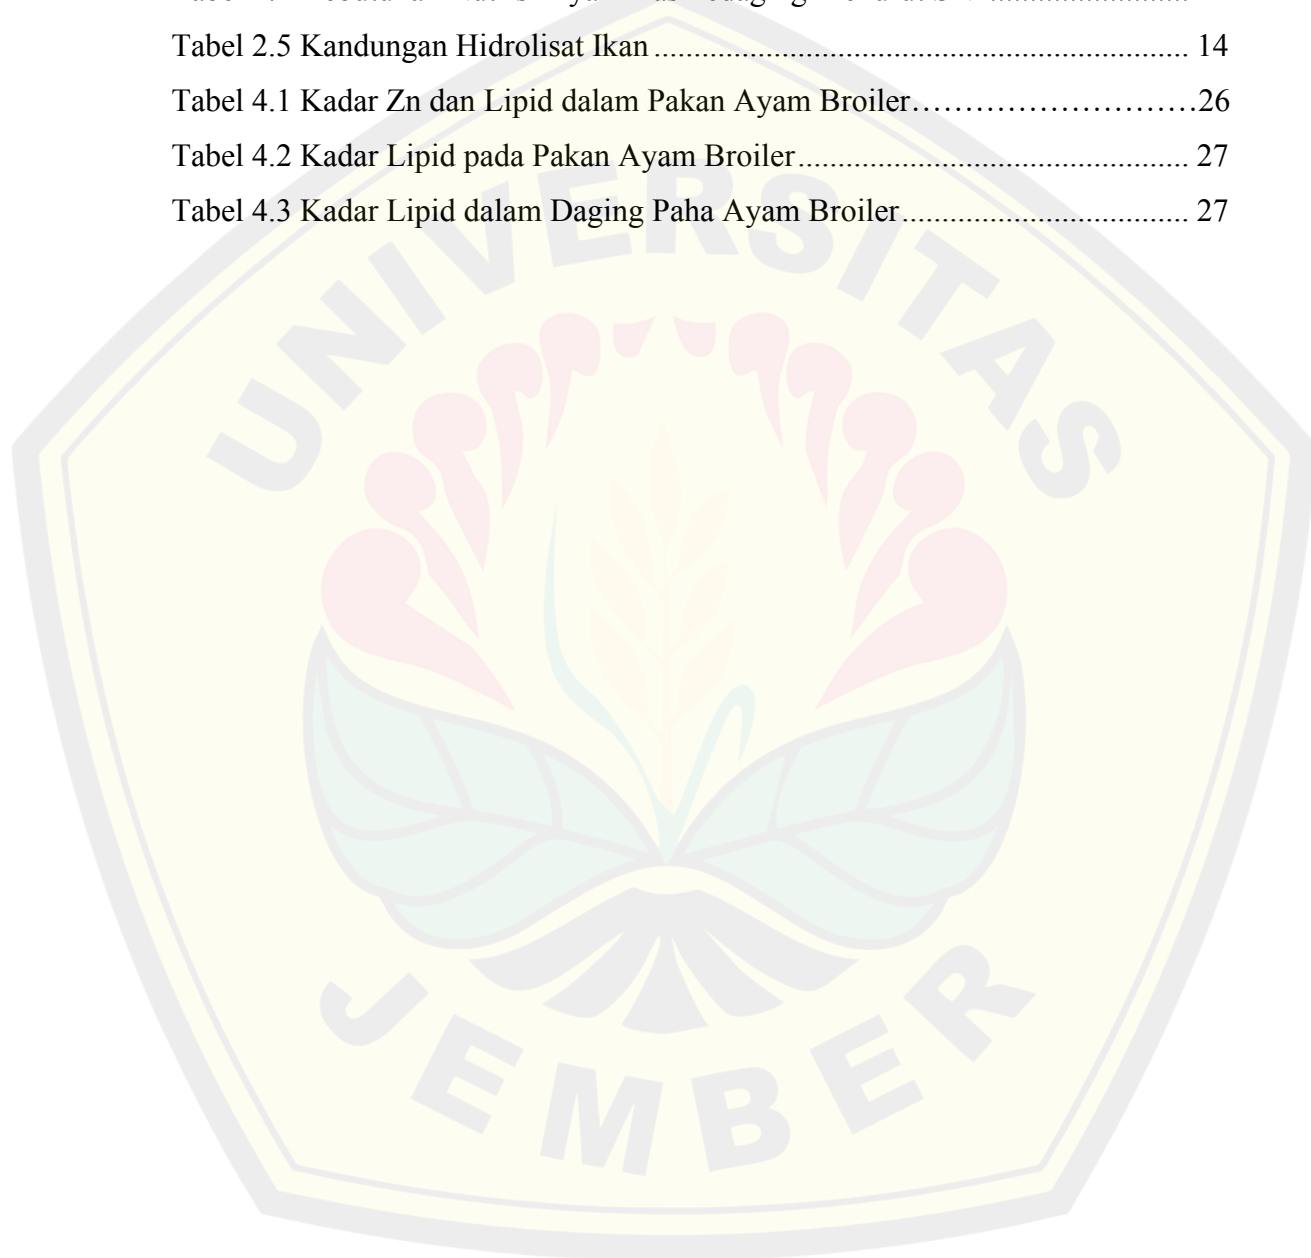 Tabel 2.5 Kandungan Hidrolisat Ikan ........................................................................ 14
Tabel 4.1 Kadar Zn dan Lipid dalam Pakan Ayam Broiler……………………….26
Tabel 4.2 Kadar Lipid pada Pakan Ayam Broiler.................................................... 27
Tabel 4.3 Kadar Lipid dalam Daging Paha Ayam Broiler...................................... 27
UNIVERSITAS
JEMBER